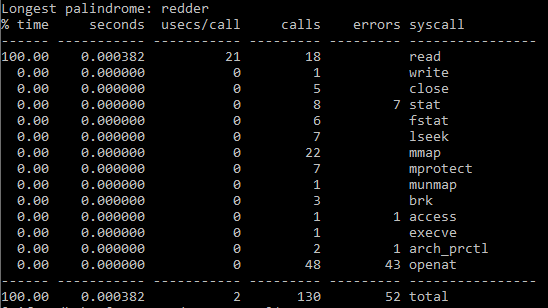 Longest palindrome: redder
% time     seconds  usecs/call     calls    errors syscall
------ ----------- ----------- --------- --------- ----------------
100.00    0.000382          21        18           read
  0.00    0.000000           0         1           write
  0.00    0.000000           0         5           close
  0.00    0.000000           0         8         7 stat
  0.00    0.000000           0         6           fstat
  0.00    0.000000           0         7           lseek
  0.00    0.000000           0        22           mmap
  0.00    0.000000           0         7           mprotect
  0.00    0.000000           0         1           munmap
  0.00    0.000000           0         3           brk
  0.00    0.000000           0         1         1 access
  0.00    0.000000           0         1           execve
  0.00    0.000000           0         2         1 arch_prctl
  0.00    0.000000           0        48        43 openat
------ ----------- ----------- --------- --------- ----------------
100.00    0.000382           2       130        52 total